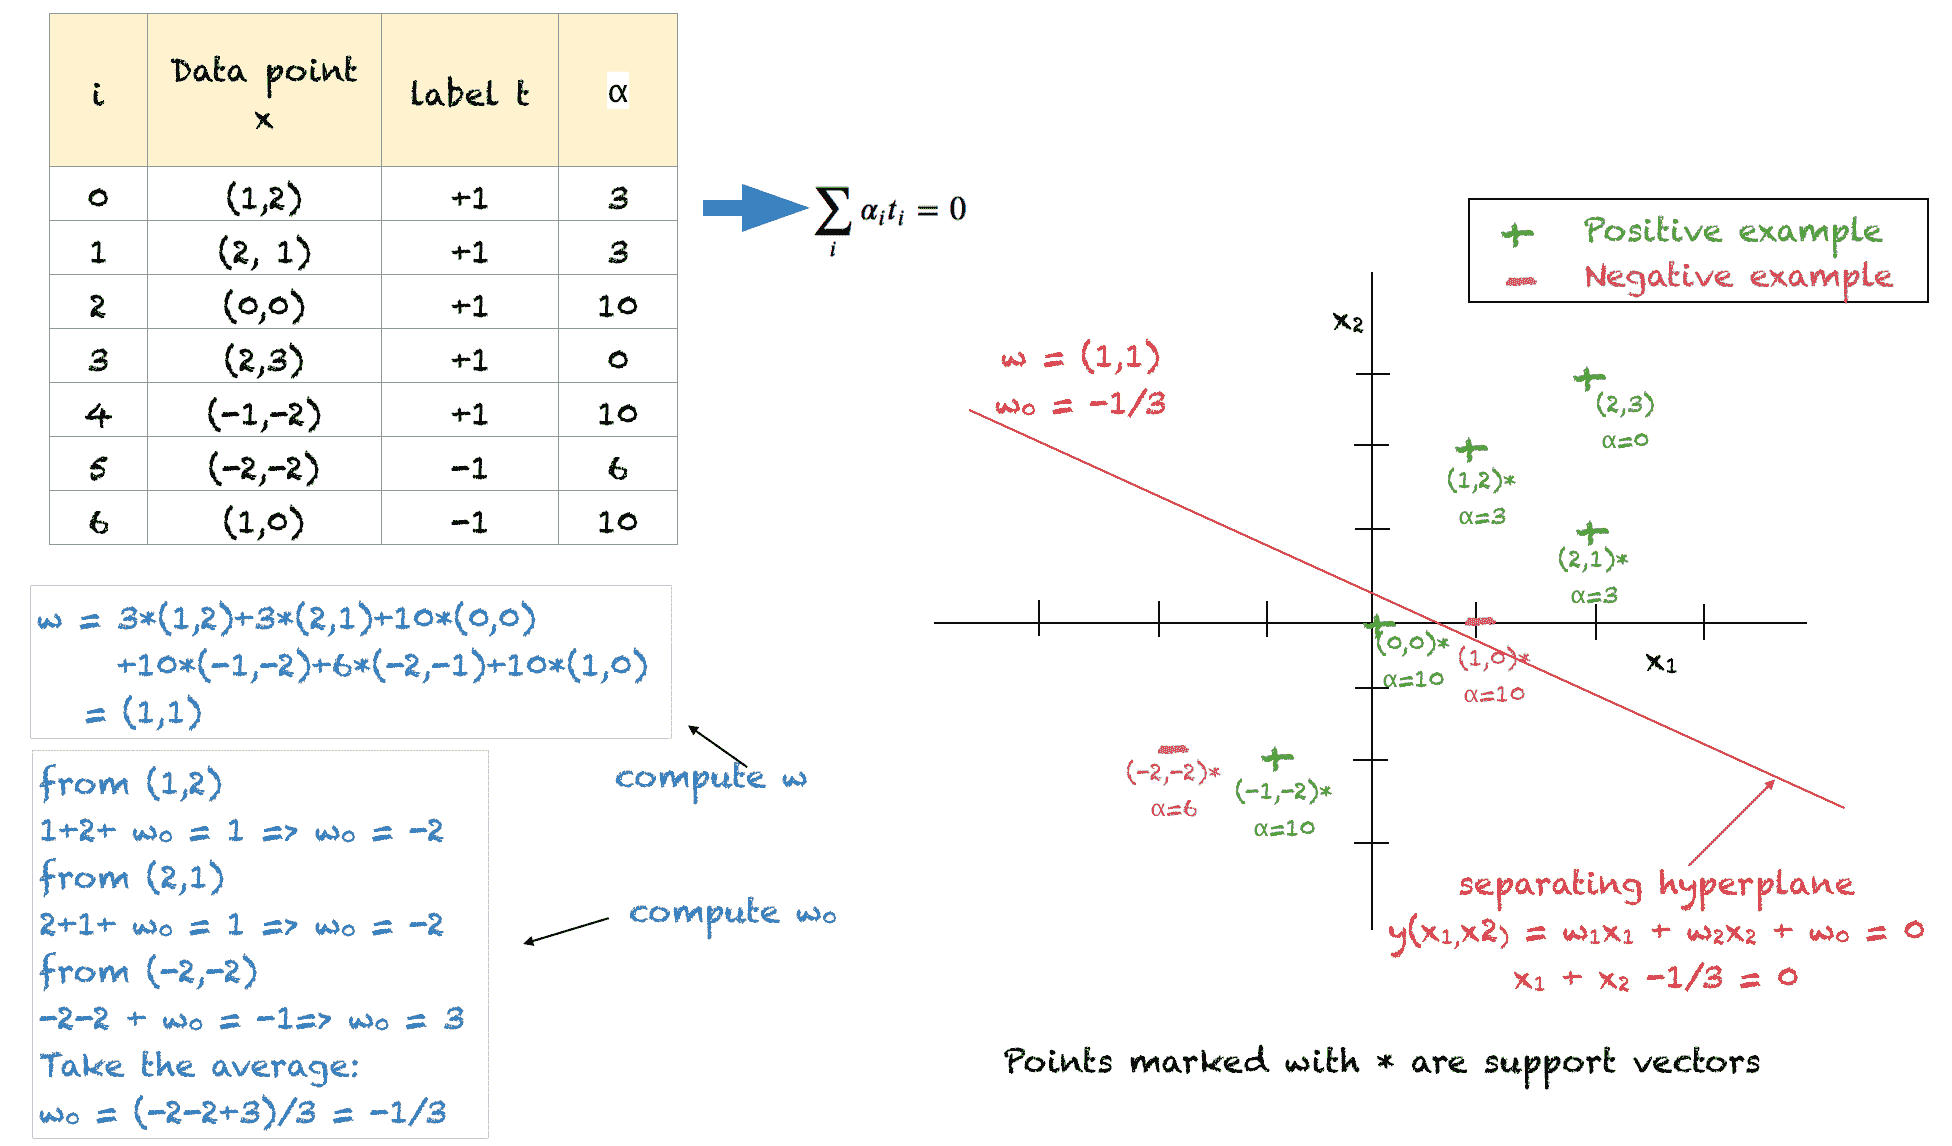 i	Data point x	label t	α
0	(1,2)	+1	3
1	(2, 1)	+1	3
2	(0,0)	+1	10
3	(2,3)	+1	0
4	(-1,-2)	+1	10
5	(-2,-2)	-1	6
6	(1,0)	-1	10
∑ᵢ αᵢtᵢ = 0
w = 3*(1,2)+3*(2,1)+10*(0,0)
+10*(-1,-2)+6*(-2,-1)+10*(1,0)
= (1,1)
compute w
from (1,2)
1+2+ w₀ = 1 => w₀ = -2
from (2,1)
2+1+ w₀ = 1 => w₀ = -2
from (-2,-2)
-2-2 + w₀ = -1=> w₀ = 3
Take the average:
w₀ = (-2-2+3)/3 = -1/3
compute w₀
+ Positive example
- Negative example
x₂
w = (1,1)
w₀ = -1/3
(2,3)
α=0
(1,2)*
α=3
(2,1)*
α=3
(0,0)*
α=10
(1,0)*
α=10
x₁
(-2,-2)*
α=6
(-1,-2)*
α=10
separating hyperplane
y(x₁,x2) = w₁x₁ + w₂x₂ + w₀ = 0
x₁ + x₂ -1/3 = 0
Points marked with * are support vectors